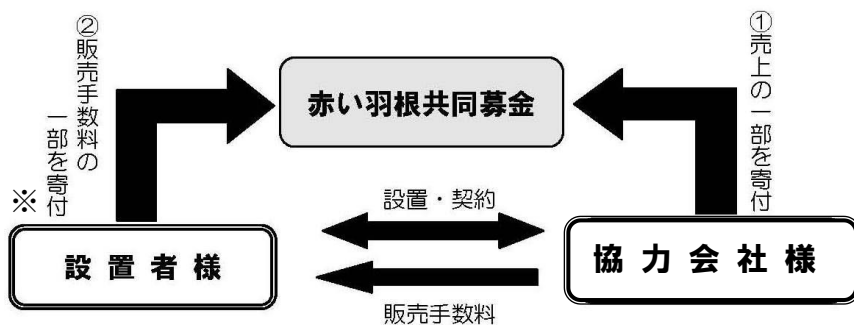 ②販売手数料の
一部を寄付
※
赤い羽根共同募金
①売上の一部を寄付
設置・契約
設置者様
協力会社様
販売手数料